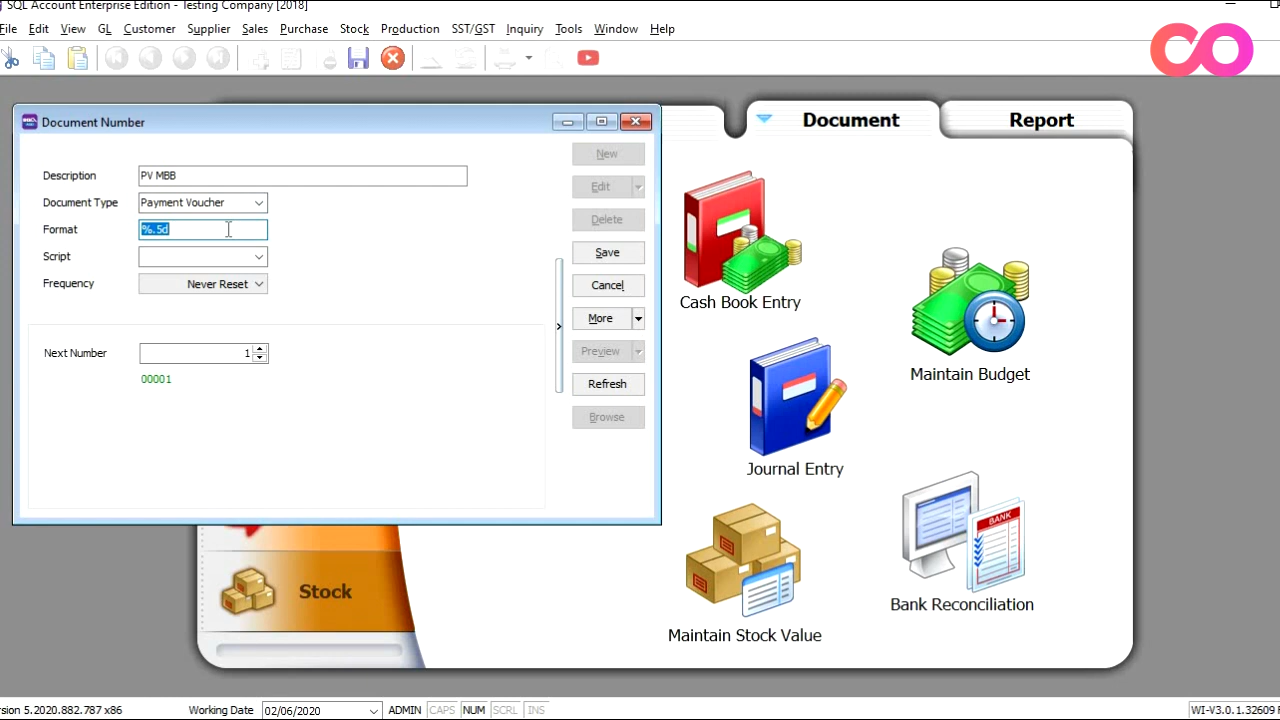 SQL Account Enterprise Edition - Testing Company [2018]
File Edit View GL Customer Supplier Sales Purchase Stock Production SST/GST Inquiry Tools Window Help
CO
Document Number
Description PV MBB
Document Type Payment Voucher
Format %.5d
Script
Frequency Never Reset
Next Number 1
00001
New
Edit
Delete
Save
Cancel
More
Preview
Refresh
Browse
Document
Report
Cash Book Entry
Maintain Budget
Journal Entry
BANK
Bank Reconciliation
Maintain Stock Value
Stock
rsion 5.2020.882.787 x86 Working Date 02/06/2020 ADMIN CAPS NUM SCRL INS WI-V3.0.1.32609 F